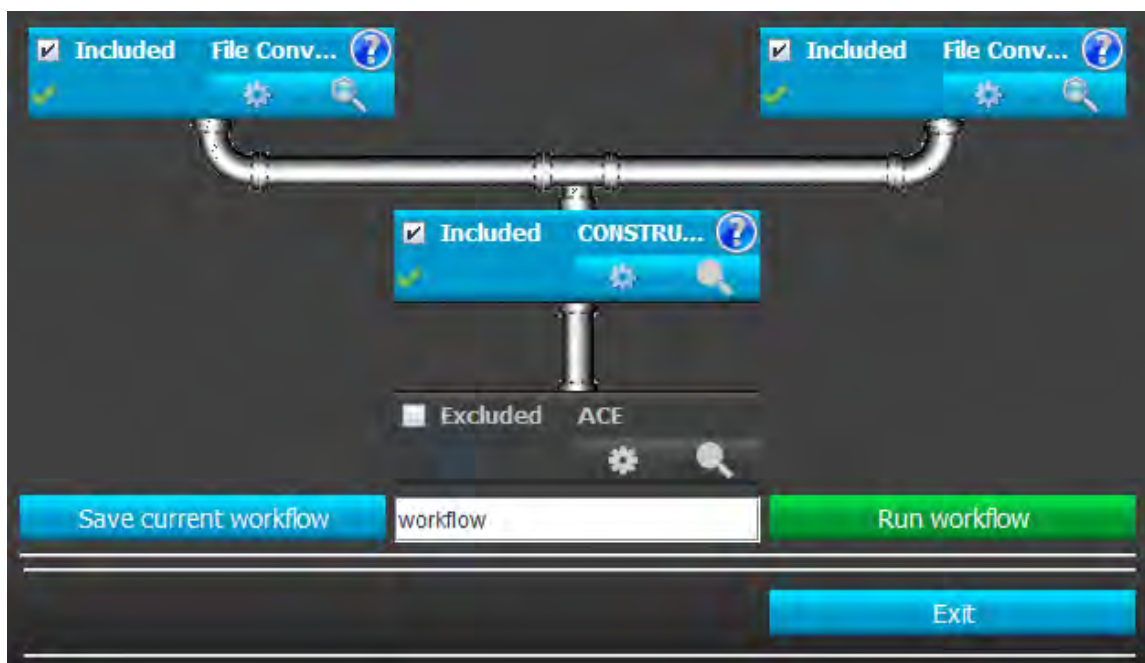 Included File Conv... ?
Included File Conv... ?
Included CONSTRU... ?
Excluded ACE
Save current workflow
workflow
Run workflow
Exit